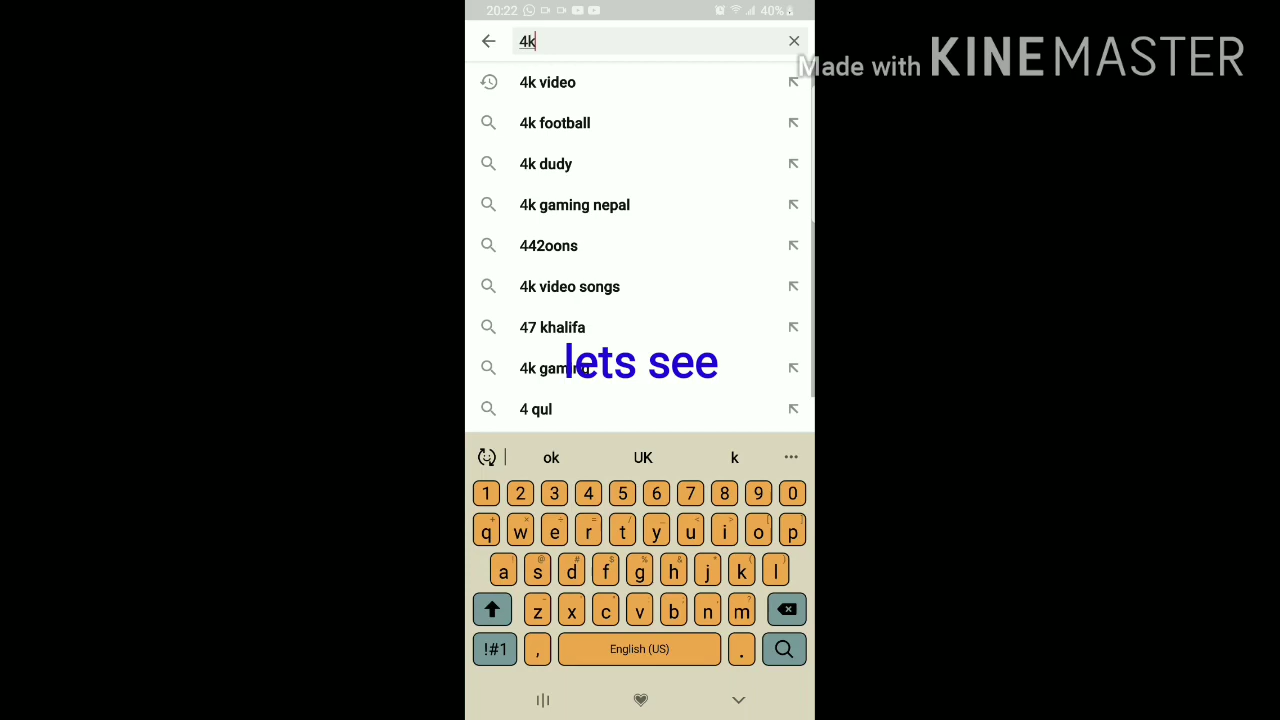 20:22 40%
4k
Made with KINEMASTER
4k video
4k football
4k dudy
4k gaming nepal
442oons
4k video songs
47 khalifa
lets see
4k gaming
4 qul
ok UK k
1 2 3 4 5 6 7 8 9 0
q w e r t y u i o p
a s d f g h j k l
z x c v b n m
!#1 , English (US) .